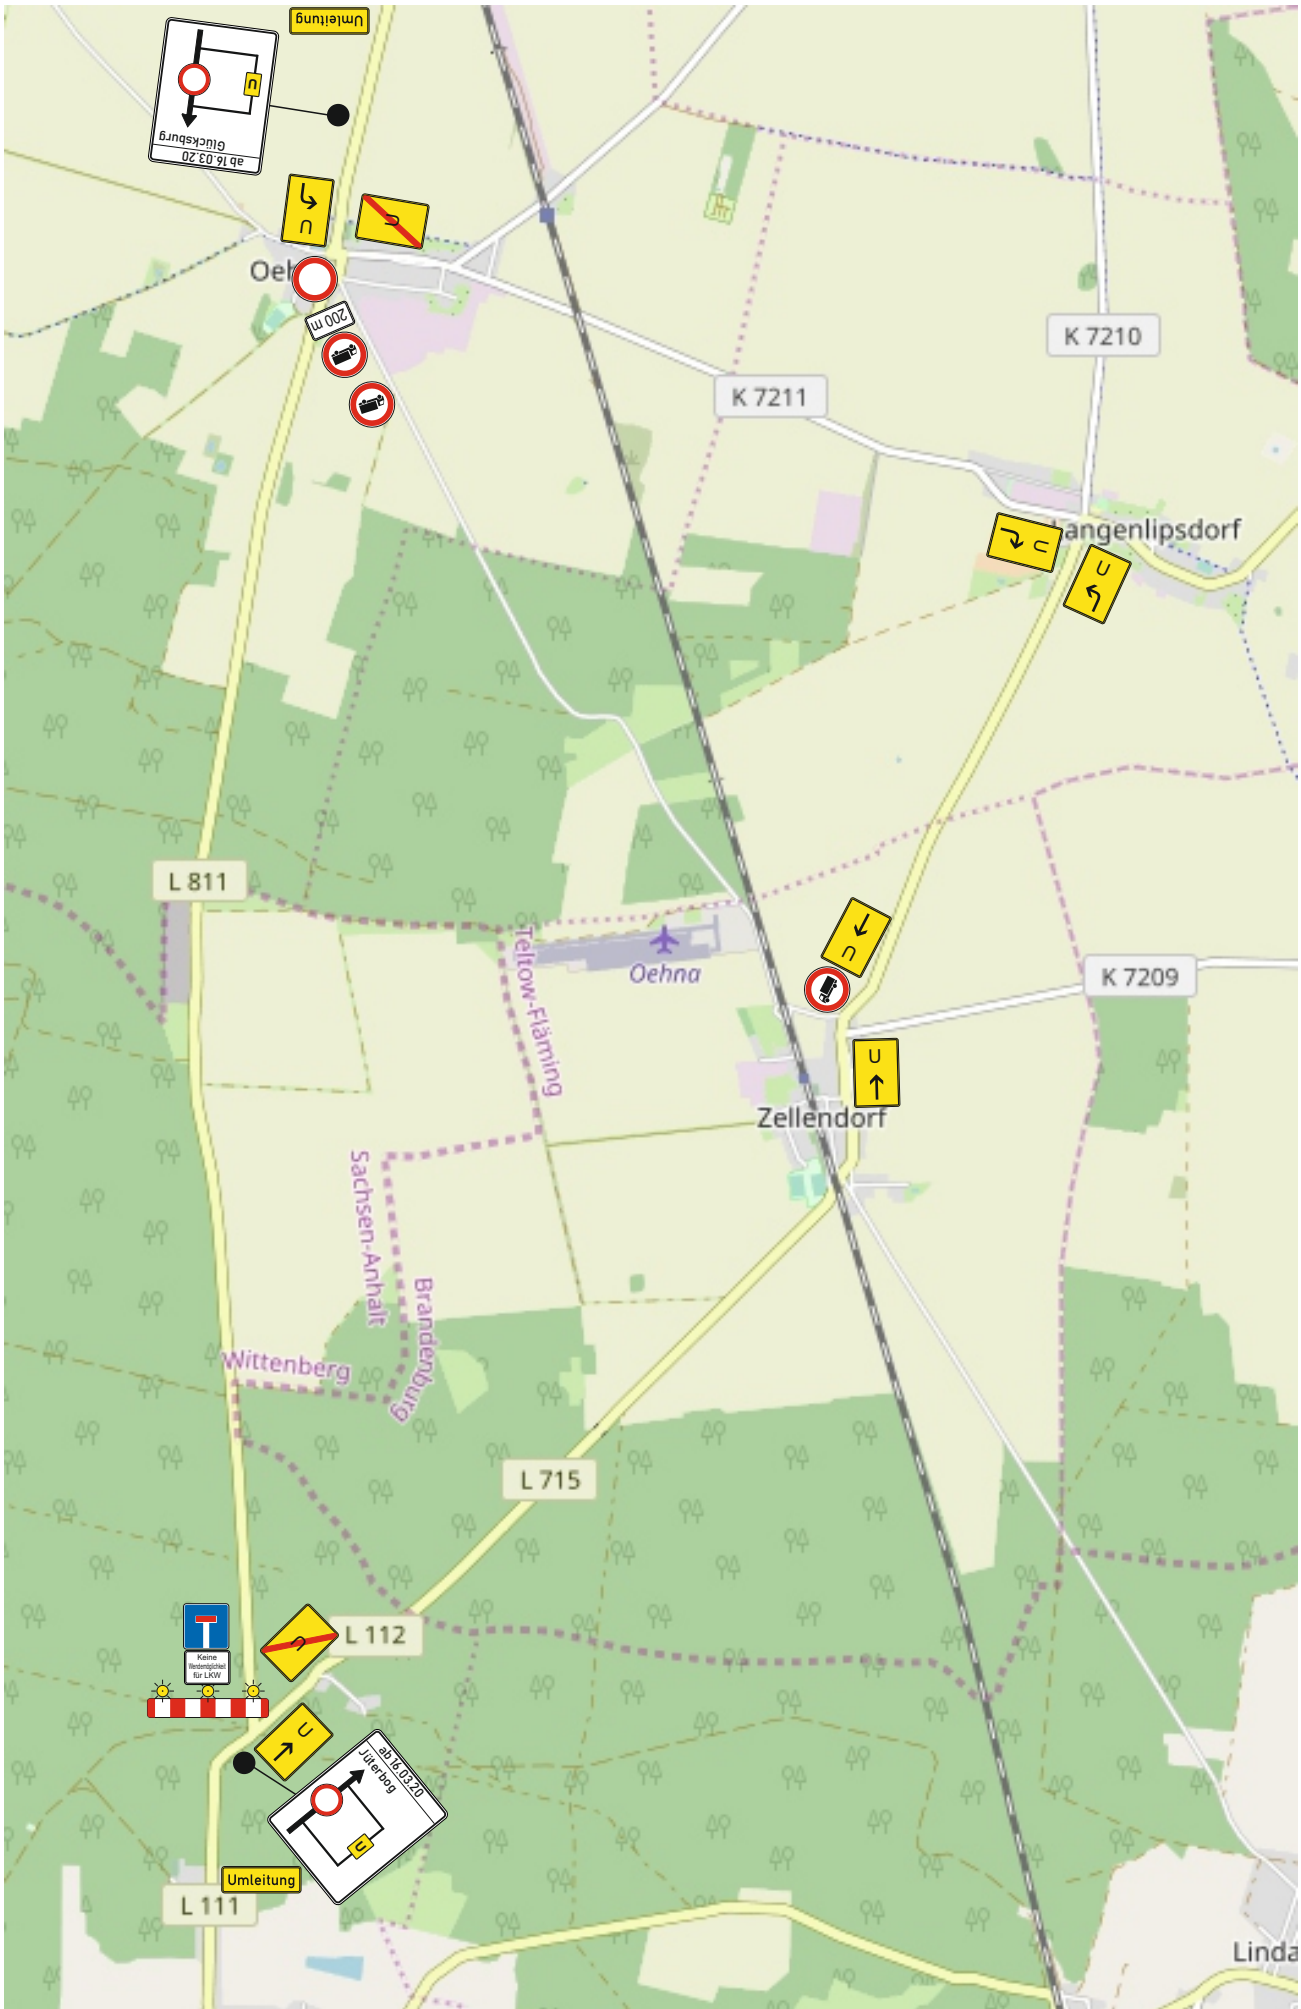 Umleitung
ab 16.03.20
Glücksburg
U
U
U
Oeh
200 m
K 7210
K 7211
U
angenlipsdorf
U
L 811
U
Oehna
K 7209
Teltow-Fläming
U
Zellendorf
Sachsen-Anhalt
Brandenburg
Wittenberg
L 715
Keine
Wendemöglichkeit
für LKW
U
L 112
U
ab 16.03.20
Jüterbog
U
Umleitung
L 111
Linda